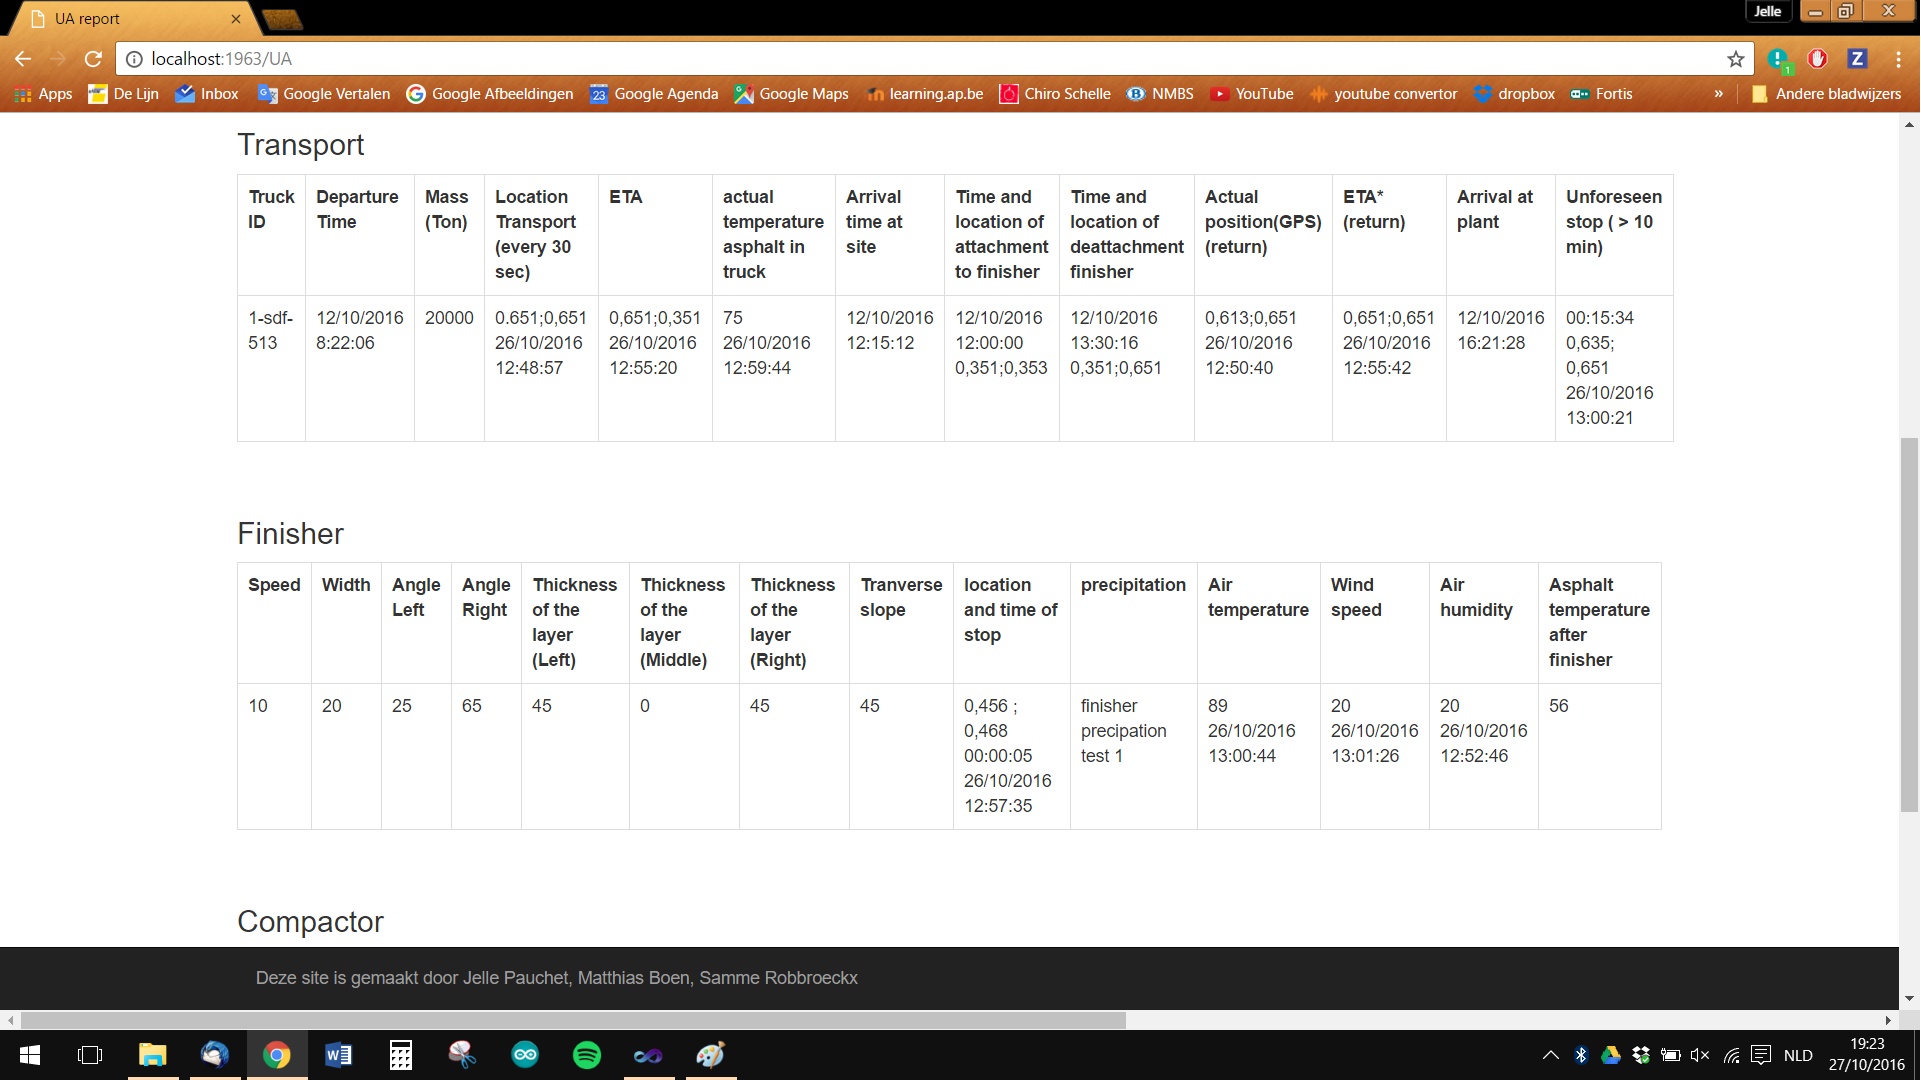 UA report
Jelle
localhost:1963/UA
1
Apps De Lijn Inbox Google Vertalen Google Afbeeldingen 23 Google Agenda Google Maps learning.ap.be Chiro Schelle B NMBS YouTube youtube convertor dropbox Fortis » Andere bladwijzers
Transport
Truck ID
Departure Time
Mass (Ton)
Location Transport (every 30 sec)
ETA
actual temperature asphalt in truck
Arrival time at site
Time and location of attachment to finisher
Time and location of deattachment finisher
Actual position(GPS) (return)
ETA* (return)
Arrival at plant
Unforeseen stop ( > 10 min)
1-sdf-513
12/10/2016 8:22:06
20000
0.651;0,651 26/10/2016 12:48:57
0,651;0,351 26/10/2016 12:55:20
75 26/10/2016 12:59:44
12/10/2016 12:15:12
12/10/2016 12:00:00 0,351;0,353
12/10/2016 13:30:16 0,351;0,651
0,613;0,651 26/10/2016 12:50:40
0,651;0,651 26/10/2016 12:55:42
12/10/2016 16:21:28
00:15:34 0,635; 0,651 26/10/2016 13:00:21
Finisher
Speed
Width
Angle Left
Angle Right
Thickness of the layer (Left)
Thickness of the layer (Middle)
Thickness of the layer (Right)
Tranverse slope
location and time of stop
precipitation
Air temperature
Wind speed
Air humidity
Asphalt temperature after finisher
10
20
25
65
45
0
45
45
0,456 ; 0,468 00:00:05 26/10/2016 12:57:35
finisher precipation test 1
89 26/10/2016 13:00:44
20 26/10/2016 13:01:26
20 26/10/2016 12:52:46
56
Compactor
Deze site is gemaakt door Jelle Pauchet, Matthias Boen, Samme Robbroeckx
NLD
19:23
27/10/2016